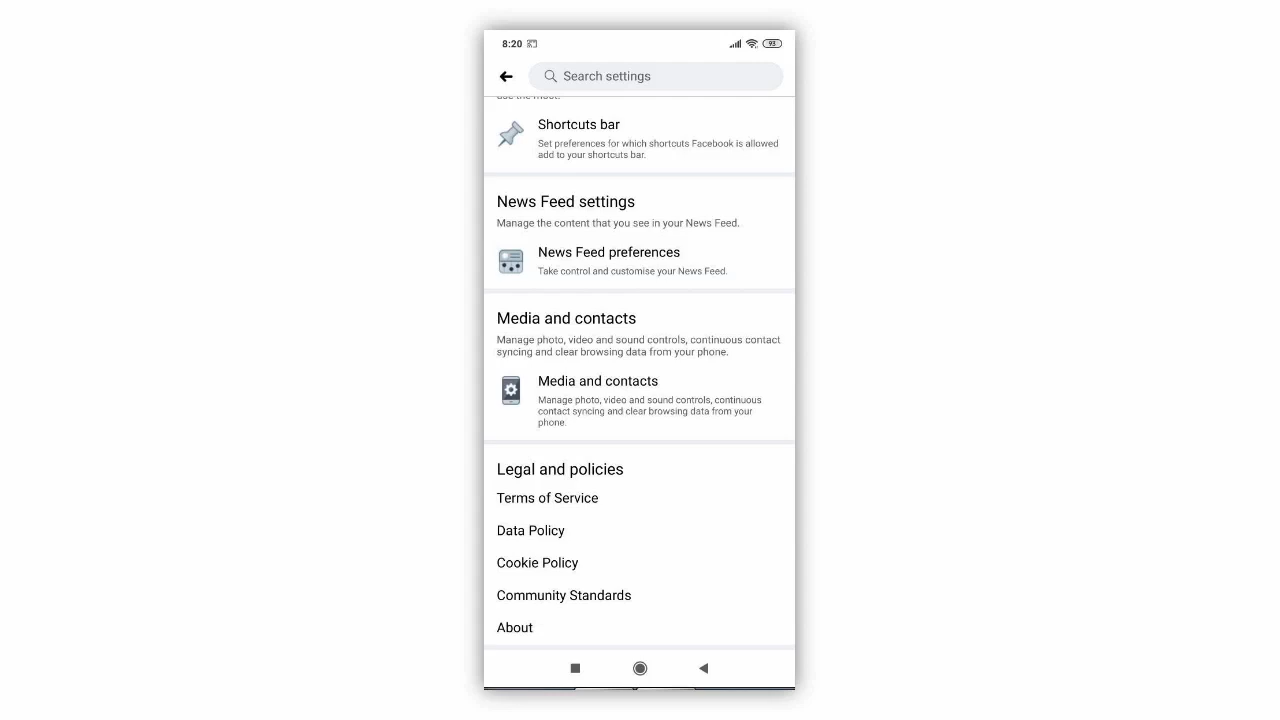 8:20
93
Search settings
use the most.
Shortcuts bar
Set preferences for which shortcuts Facebook is allowed
add to your shortcuts bar.
News Feed settings
Manage the content that you see in your News Feed.
News Feed preferences
Take control and customise your News Feed.
Media and contacts
Manage photo, video and sound controls, continuous contact
syncing and clear browsing data from your phone.
Media and contacts
Manage photo, video and sound controls, continuous
contact syncing and clear browsing data from your
phone.
Legal and policies
Terms of Service
Data Policy
Cookie Policy
Community Standards
About